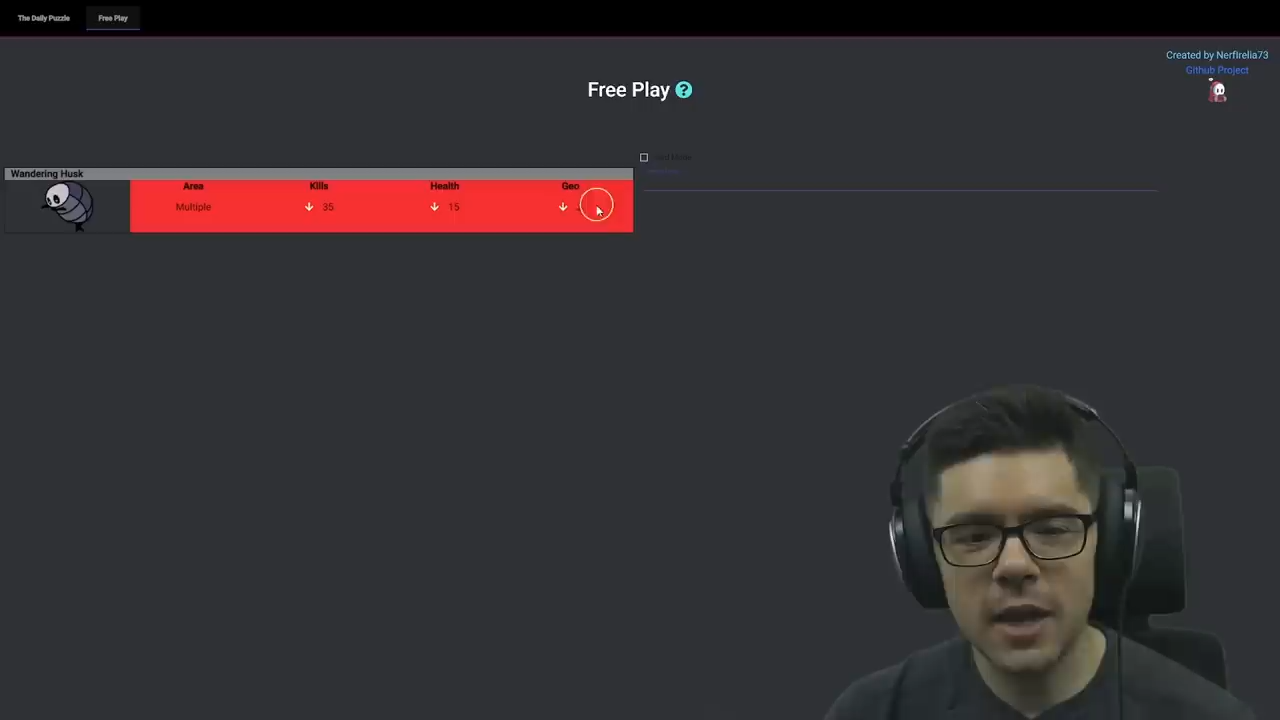 The Daily Puzzle
Free Play
Created by NerfIrelia73
Github Project
Free Play ?
Wandering Husk
Area Kills Health Geo
Multiple 35 15